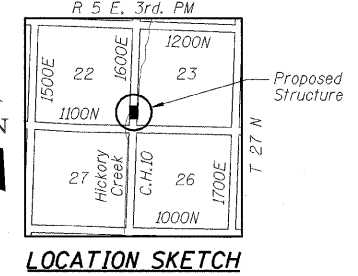 R 5 E, 3rd. PM
1200N
1500E
22
1600E
23
Proposed
Structure
1100N
T 27 N
27
Hickory
Creek
C.H.10
26
1700E
1000N
LOCATION SKETCH